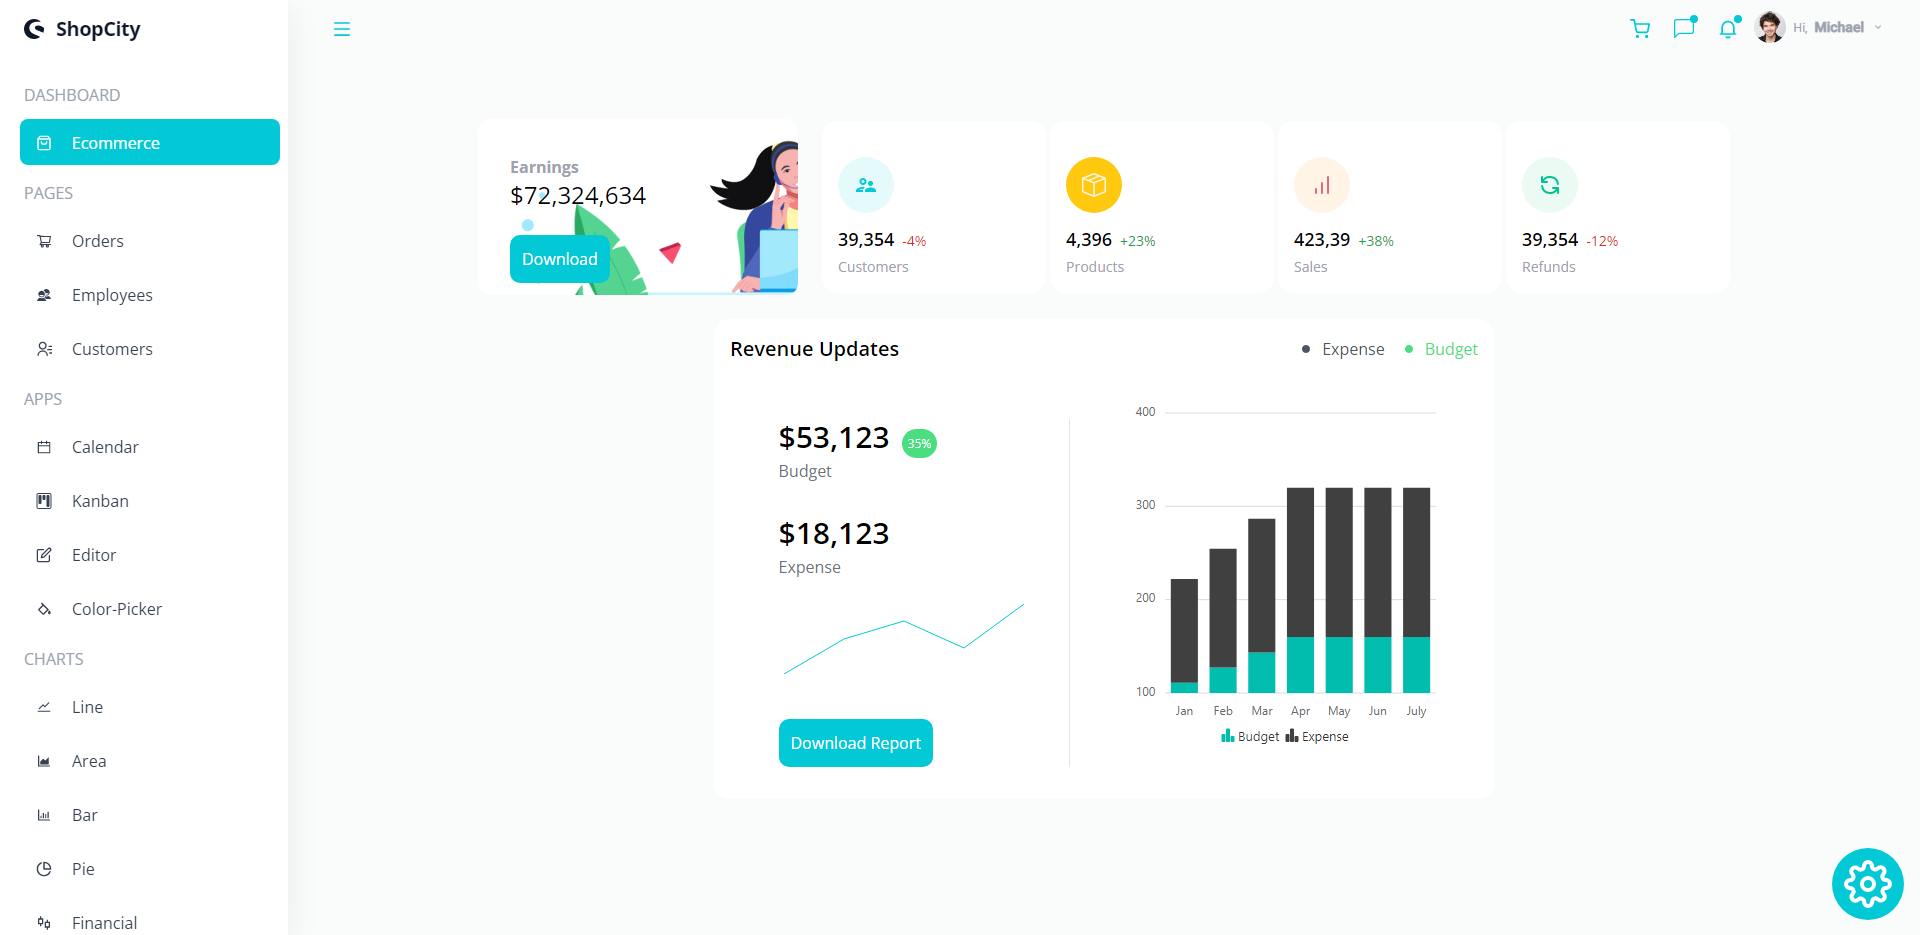 ShopCity
Hi, Michael
DASHBOARD
Ecommerce
PAGES
Orders
Employees
Customers
APPS
Calendar
Kanban
Editor
Color-Picker
CHARTS
Line
Area
Bar
Pie
Financial
Earnings
$72,324,634
Download
39,354 -4%
Customers
4,396 +23%
Products
423,39 +38%
Sales
39,354 -12%
Refunds
Revenue Updates
Expense Budget
$53,123 35%
Budget
$18,123
Expense
Download Report
400
300
200
100
Jan Feb Mar Apr May Jun July
Budget Expense